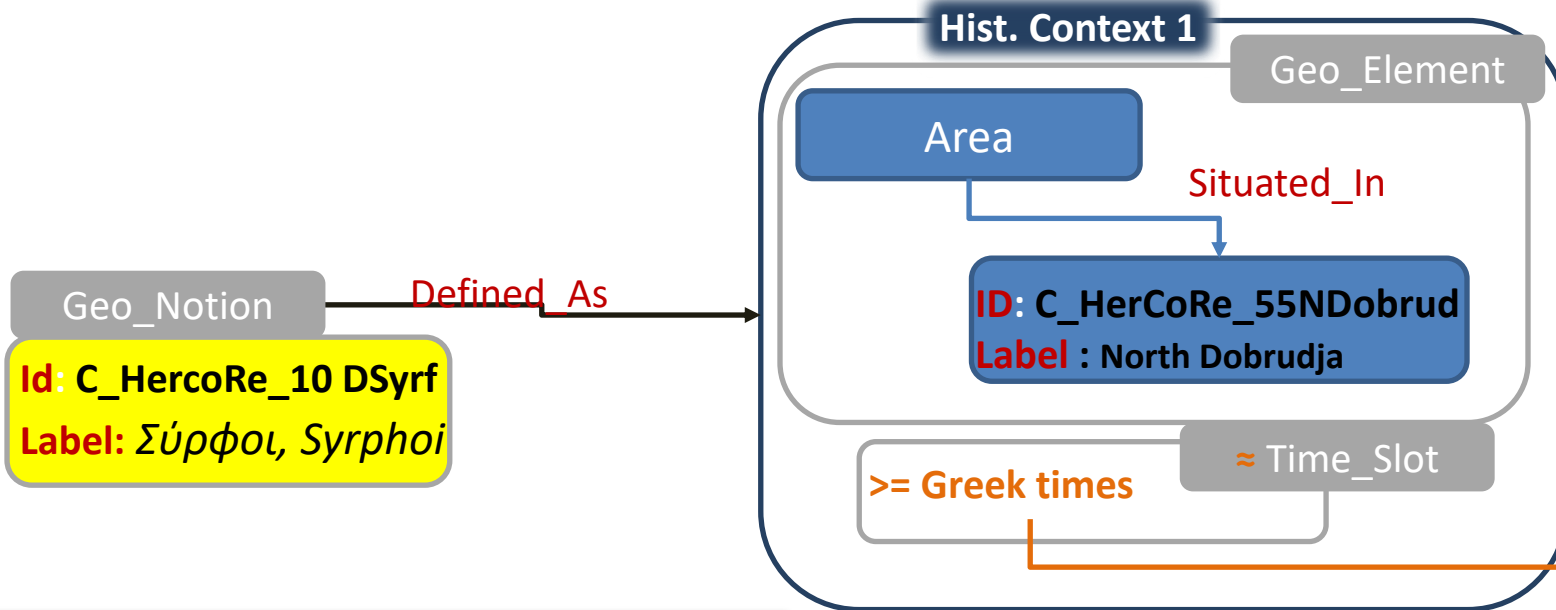 Hist. Context 1
Geo_Element
Area
Situated_In
Geo_Notion
Defined_As
ID: C_HerCoRe_55NDobrud
Label : North Dobrudja
Id: C_HercoRe_10 DSyrf
Label: Σύρφοι, Syrphoi
≈ Time_Slot
>= Greek times